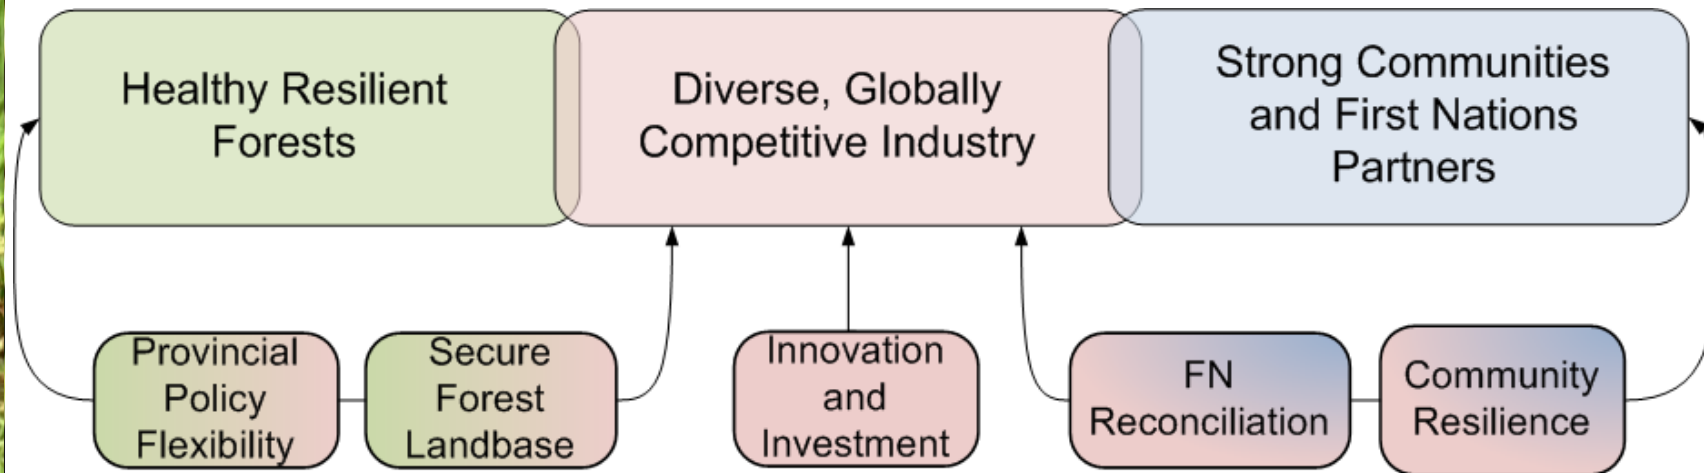 Healthy Resilient
Forests
Diverse, Globally
Competitive Industry
Strong Communities
and First Nations
Partners
Provincial
Policy
Flexibility
Secure
Forest
Landbase
Innovation
and
Investment
FN
Reconciliation
Community
Resilience